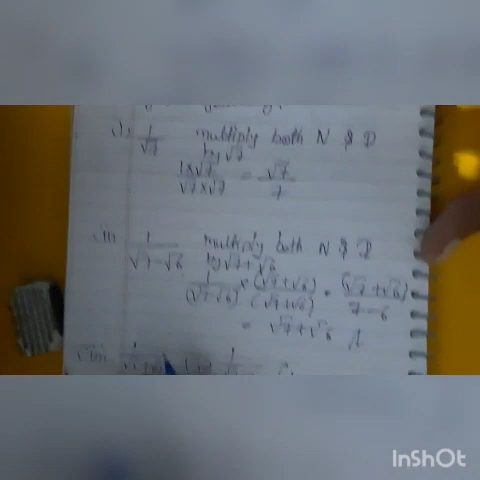 (i) 1/√7 multiply both N & D
by √7
1×√7/√7×√7 = √7/7
(ii) 1/√7-√6 multiply both N & D
by √7+√6
1/(√7-√6) × (√7+√6)/(√7+√6) = (√7+√6)/7-6
= √7+√6
InShOt